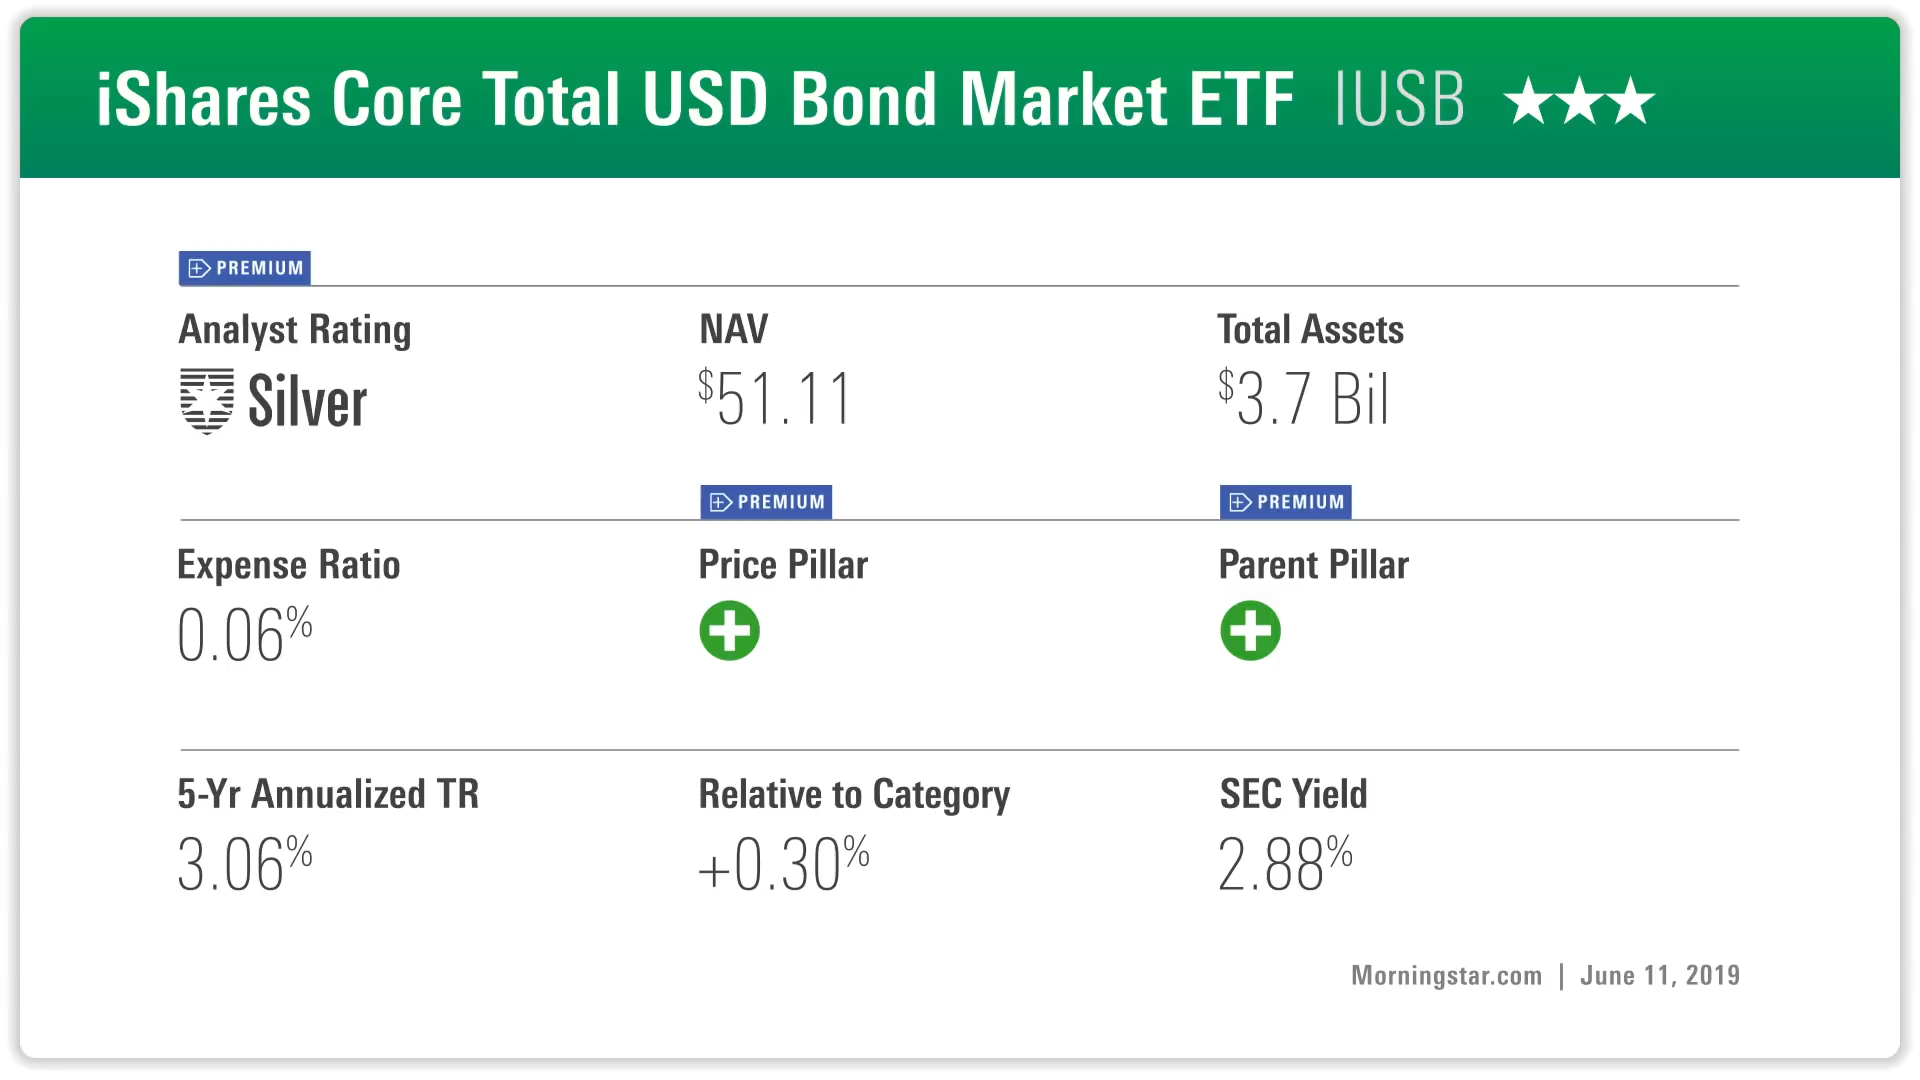 iShares Core Total USD Bond Market ETF IUSB ★★★
PREMIUM
Analyst Rating
Silver
NAV
$51.11
Total Assets
$3.7 Bil
Expense Ratio
0.06%
PREMIUM
Price Pillar
PREMIUM
Parent Pillar
5-Yr Annualized TR
3.06%
Relative to Category
+0.30%
SEC Yield
2.88%
Morningstar.com | June 11, 2019